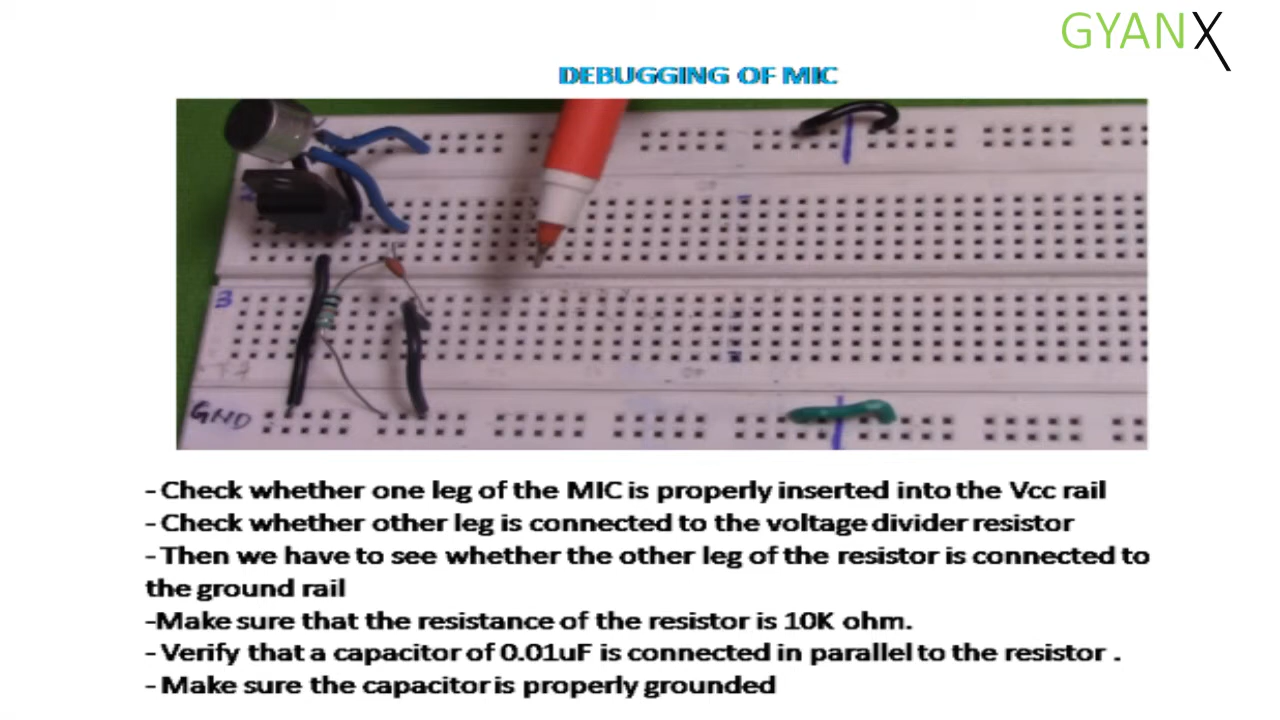 GYANX
DEBUGGING OF MIC
3
GND
- Check whether one leg of the MIC is properly inserted into the Vcc rail
- Check whether other leg is connected to the voltage divider resistor
- Then we have to see whether the other leg of the resistor is connected to
the ground rail
-Make sure that the resistance of the resistor is 10K ohm.
- Verify that a capacitor of 0.01uF is connected in parallel to the resistor .
- Make sure the capacitor is properly grounded